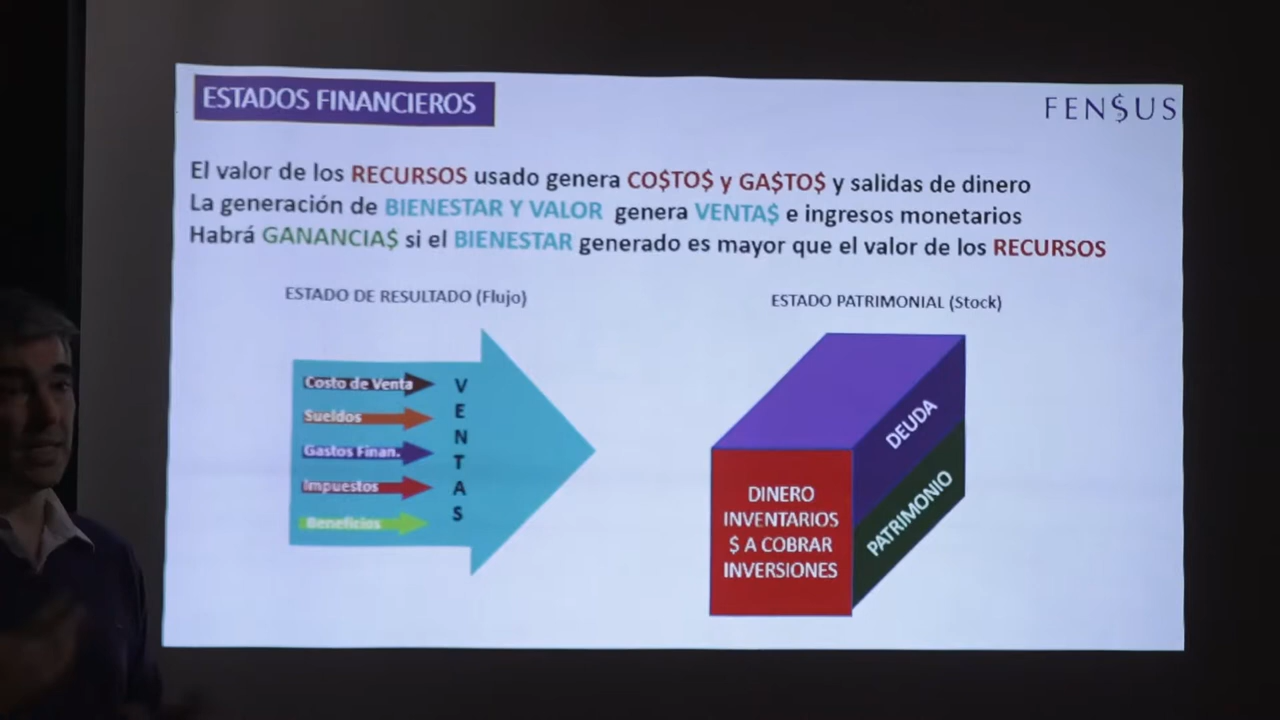 ESTADOS FINANCIEROS
FEN$US
El valor de los RECURSOS usado genera CO$TO$ y GA$TO$ y salidas de dinero
La generación de BIENESTAR Y VALOR genera VENTA$ e ingresos monetarios
Habrá GANANCIA$ si el BIENESTAR generado es mayor que el valor de los RECURSOS
ESTADO DE RESULTADO (Flujo)
Costo de Venta
Sueldos
Gastos Finan.
Impuestos
Beneficios
VENTAS
ESTADO PATRIMONIAL (Stock)
DINERO
INVENTARIOS
$ A COBRAR
INVERSIONES
DEUDA
PATRIMONIO